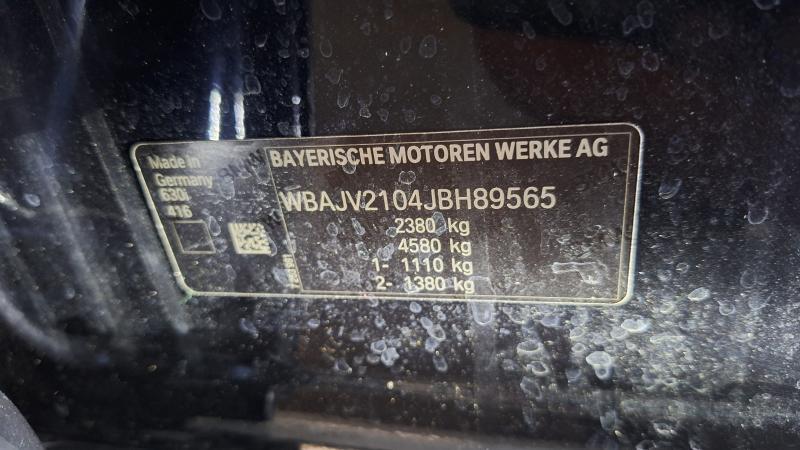 Made in
Germany
630i
416
BAYERISCHE MOTOREN WERKE AG
WBAJV2104JBH89565
2380 kg
4580 kg
1- 1110 kg
2- 1380 kg